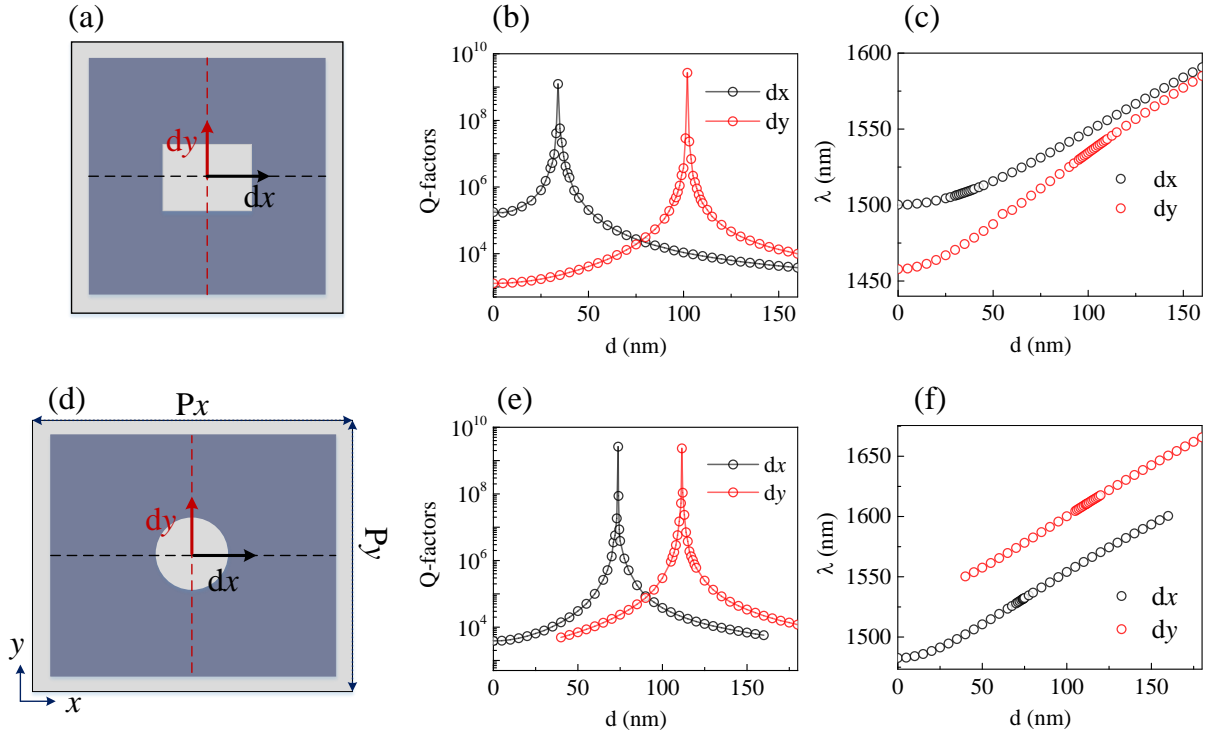 (a)
dy
dx
(b)
10^10
10^8
10^6
10^4
Q-factors
0
50
100
150
d (nm)
dx
dy
(c)
1600
1550
1500
1450
λ (nm)
0
50
100
150
d (nm)
dx
dy
(d)
Px
Py
dy
dx
y
x
(e)
10^10
10^8
10^6
10^4
Q-factors
0
50
100
150
d (nm)
dx
dy
(f)
1650
1600
1550
1500
λ (nm)
0
50
100
150
d (nm)
dx
dy